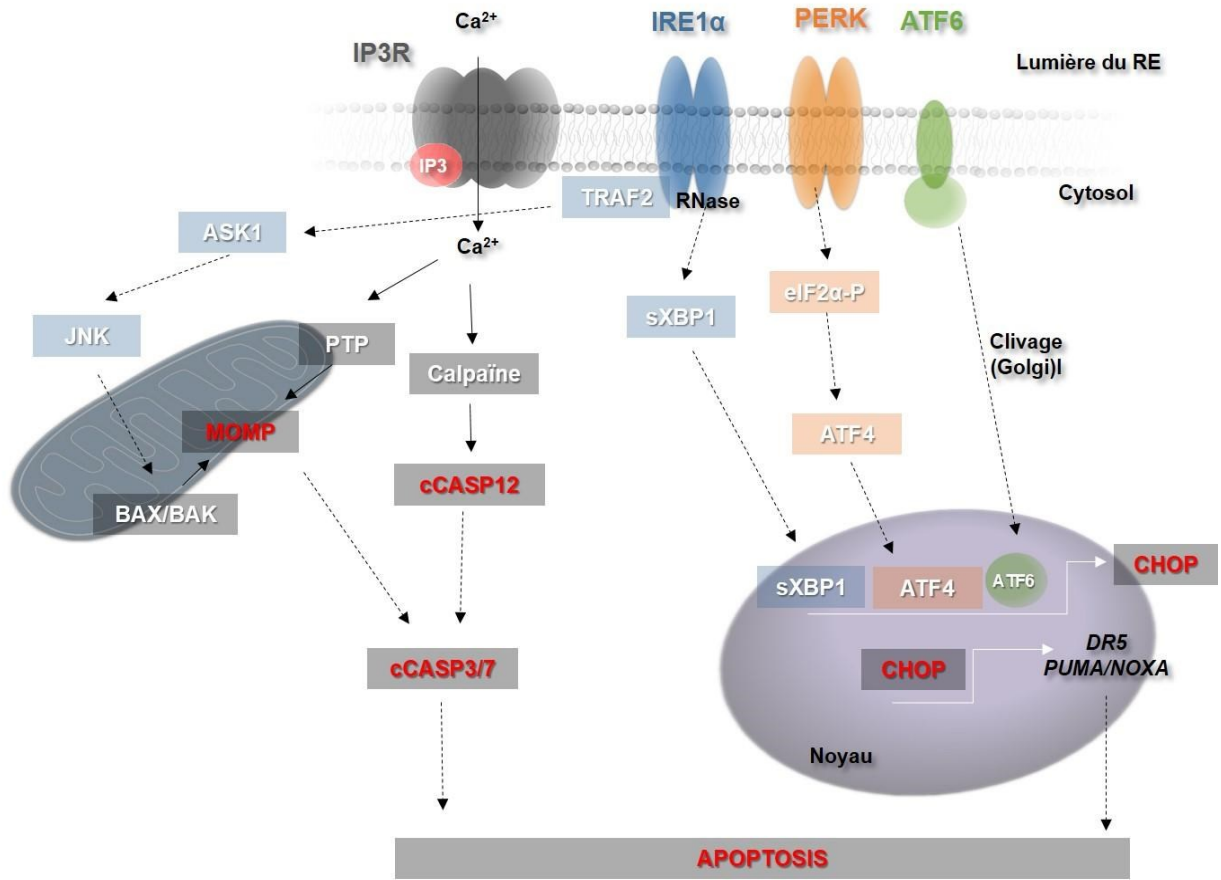 Ca²⁺
IRE1α
PERK
ATF6
IP3R
Lumière du RE
IP3
TRAF2
RNase
Cytosol
ASK1
Ca²⁺
eIF2α-P
sXBP1
JNK
PTP
Calpaïne
Clivage
(Golgi)l
MOMP
ATF4
cCASP12
BAX/BAK
CHOP
sXBP1
ATF4
ATF6
DR5
PUMA/NOXA
cCASP3/7
CHOP
Noyau
APOPTOSIS